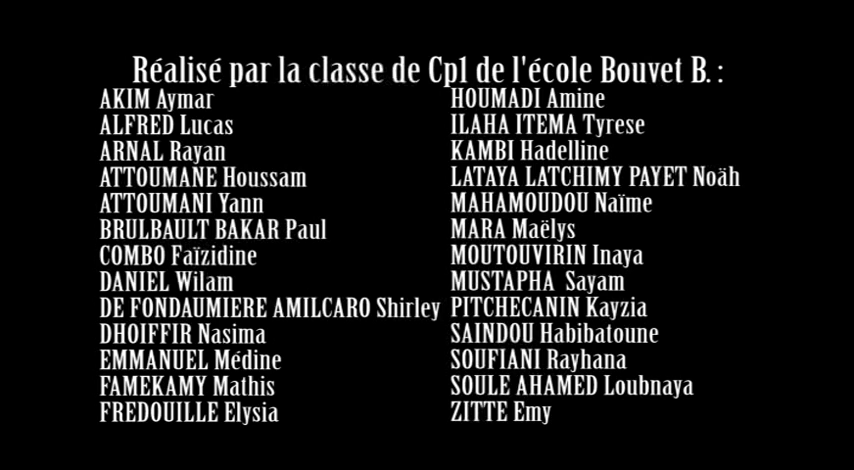 Réalisé par la classe de Cp1 de l'école Bouvet B. :
AKIM Aymar
ALFRED Lucas
ARNAL Rayan
ATTOUMANE Houssam
ATTOUMANI Yann
BRULBAULT BAKAR Paul
COMBO Faïzidine
DANIEL Wilam
DE FONDAUMIERE AMILCARO Shirley
DHOIFFIR Nasima
EMMANUEL Médine
FAMEKAMY Mathis
FREDOUILLE Elysia
HOUMADI Amine
ILAHA ITEMA Tyrese
KAMBI Hadelline
LATAYA LATCHIMY PAYET Noäh
MAHAMOUDOU Naïme
MARA Maëlys
MOUTOUVIRIN Inaya
MUSTAPHA  Sayam
PITCHECANIN Kayzia
SAINDOU Habibatoune
SOUFIANI Rayhana
SOULE AHAMED Loubnaya
ZITTE Emy